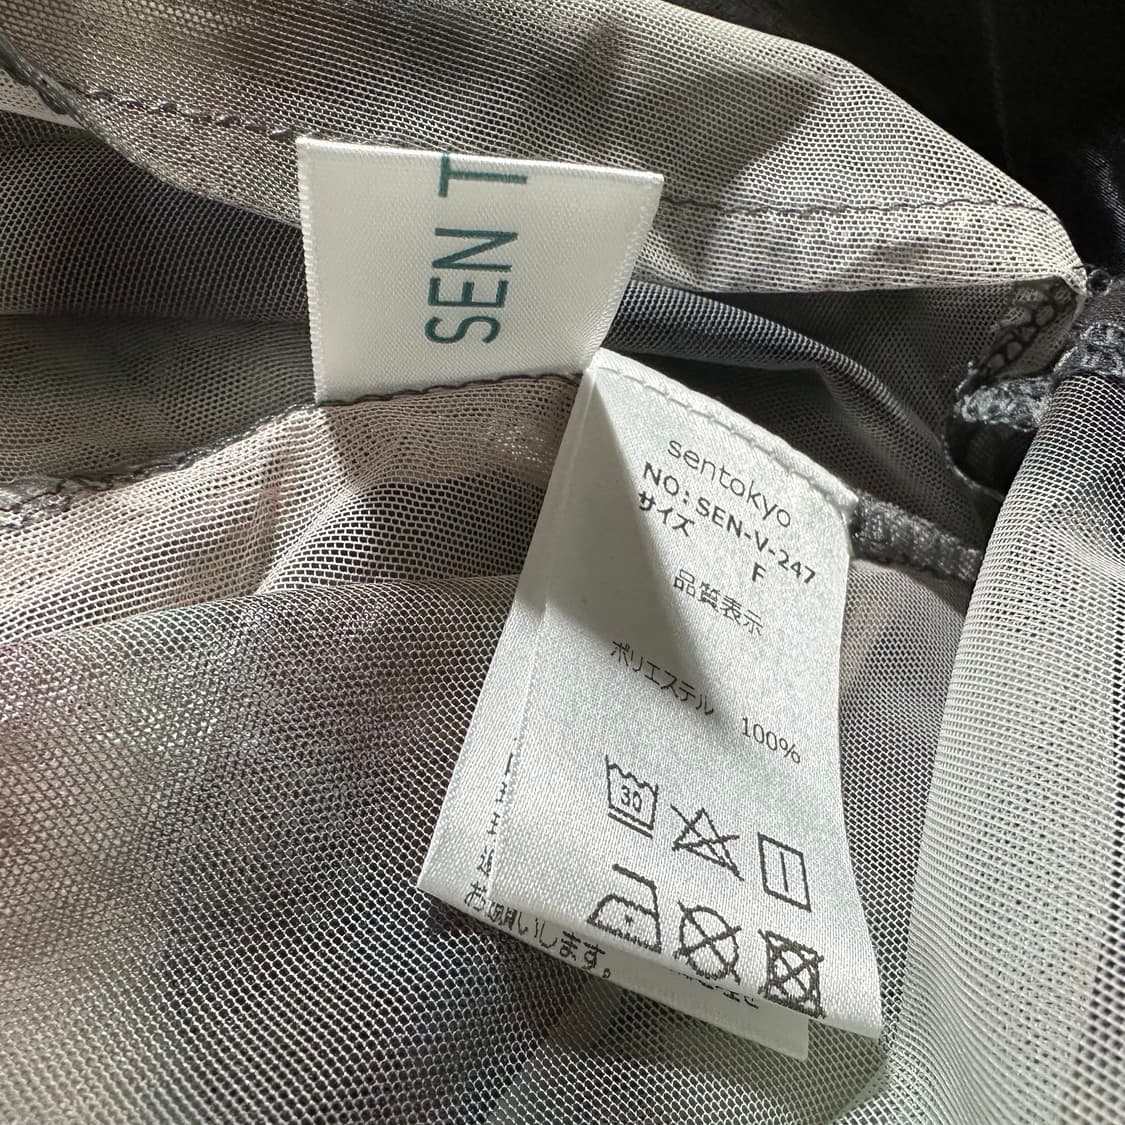 SEN T
sentokyo
NO:SEN-V-247
サイズ
F
品質表示
ポリエステル 100%
30
お願いします。